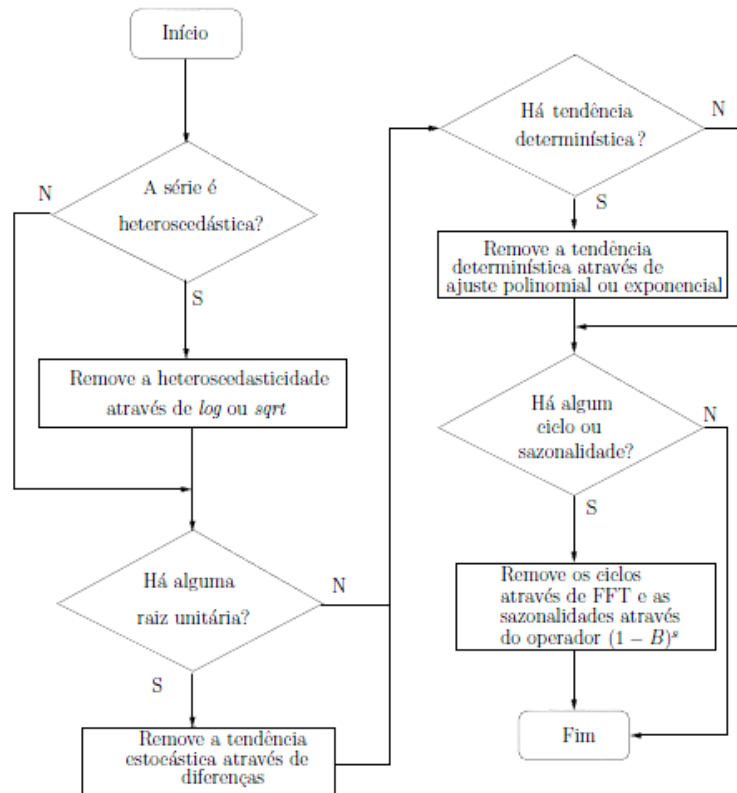 Início
A série é
heteroscedástica?
N
S
Remove a heteroscedasticidade
através de log ou sqrt
Há alguma
raiz unitária?
N
S
Remove a tendência
estocástica através de
diferenças
Há tendência
determinística?
N
S
Remove a tendência
determinística através de
ajuste polinomial ou exponencial
Há algum
ciclo ou
sazonalidade?
N
S
Remove os ciclos
através de FFT e as
sazonalidades através
do operador (1 − B)ˢ
Fim